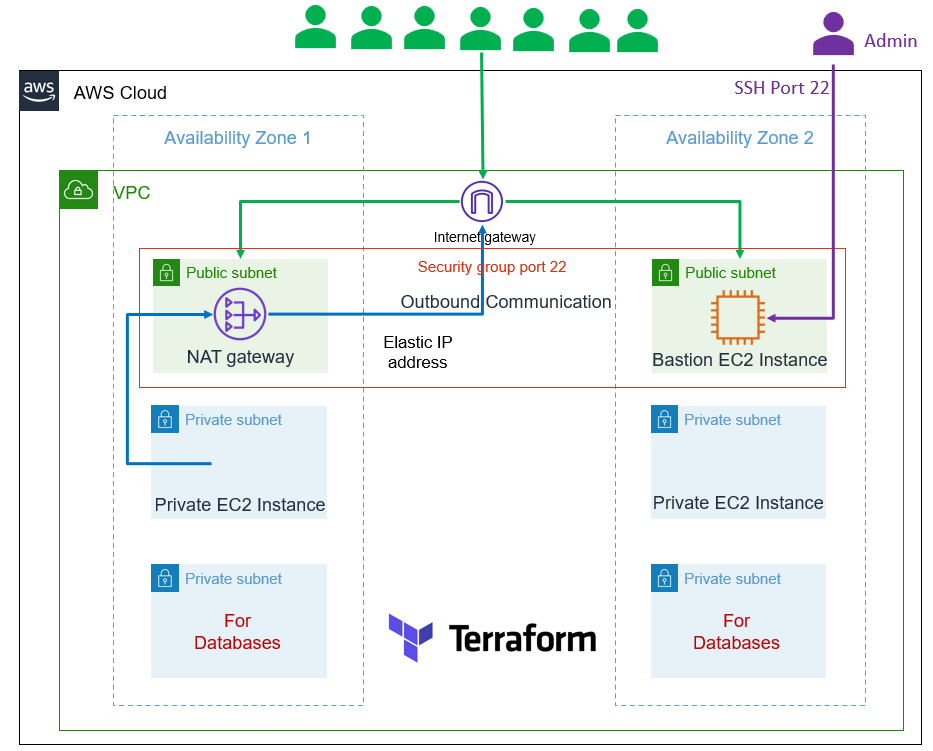 Admin
aws
AWS Cloud
SSH Port 22
Availability Zone 1
Availability Zone 2
VPC
Internet gateway
Security group port 22
Public subnet
Public subnet
Outbound Communication
NAT gateway
Elastic IP
address
Bastion EC2 Instance
Private subnet
Private subnet
Private EC2 Instance
Private EC2 Instance
Private subnet
Private subnet
For
Databases
For
Databases
Terraform